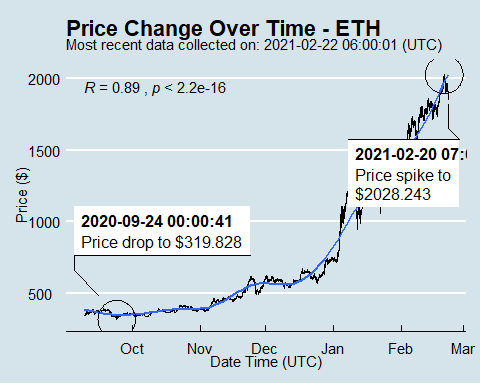 Price Change Over Time - ETH
Most recent data collected on: 2021-02-22 06:00:01 (UTC)
R = 0.89 , p < 2.2e-16
Price ($)
2000
1500
1000
500
2021-02-20 07:0
Price spike to
$2028.243
2020-09-24 00:00:41
Price drop to $319.828
Oct
Nov
Dec
Jan
Feb
Mar
Date Time (UTC)